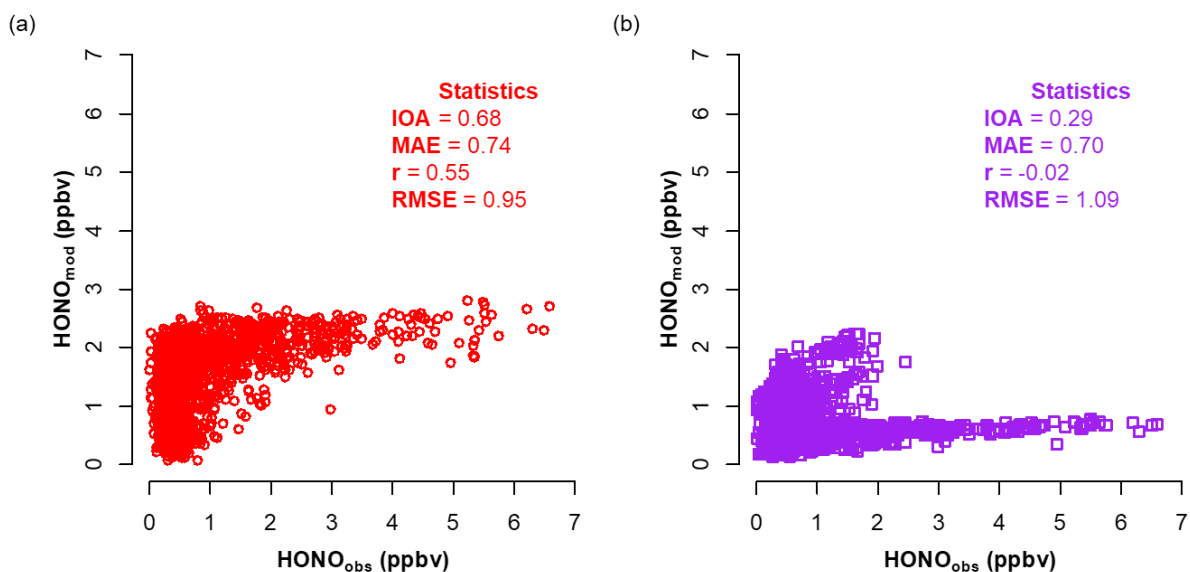 (a)
7
6
5
4
3
2
1
0
HONOmod (ppbv)
Statistics
IOA = 0.68
MAE = 0.74
r = 0.55
RMSE = 0.95
0 1 2 3 4 5 6 7
HONOobs (ppbv)
(b)
7
6
5
4
3
2
1
0
HONOmod (ppbv)
Statistics
IOA = 0.29
MAE = 0.70
r = -0.02
RMSE = 1.09
0 1 2 3 4 5 6 7
HONOobs (ppbv)